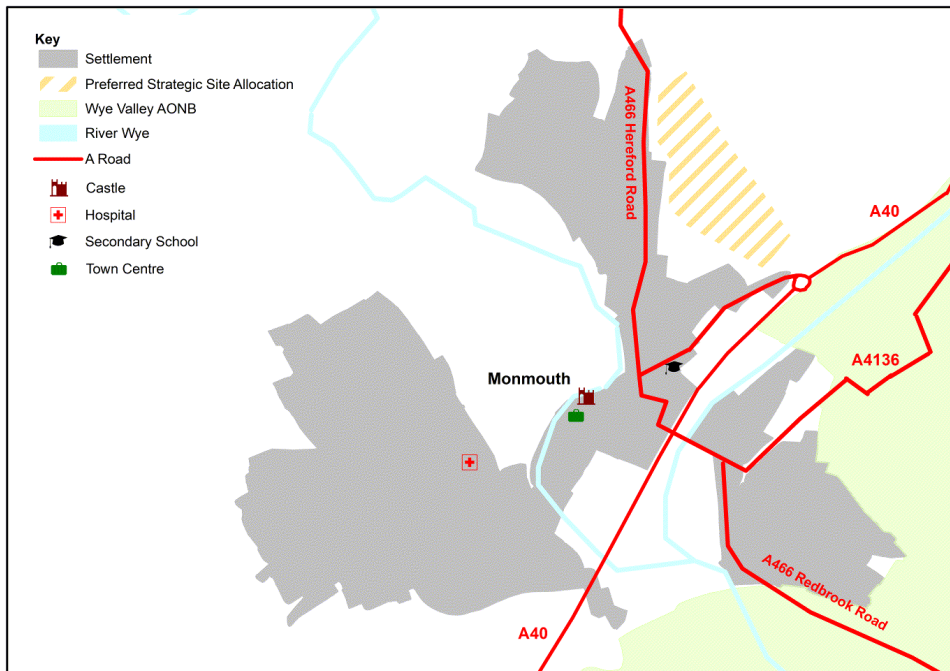 Key
Settlement
Preferred Strategic Site Allocation
Wye Valley AONB
River Wye
A Road
Castle
Hospital
Secondary School
Town Centre
A466 Hereford Road
A40
A4136
Monmouth
A466 Redbrook Road
A40